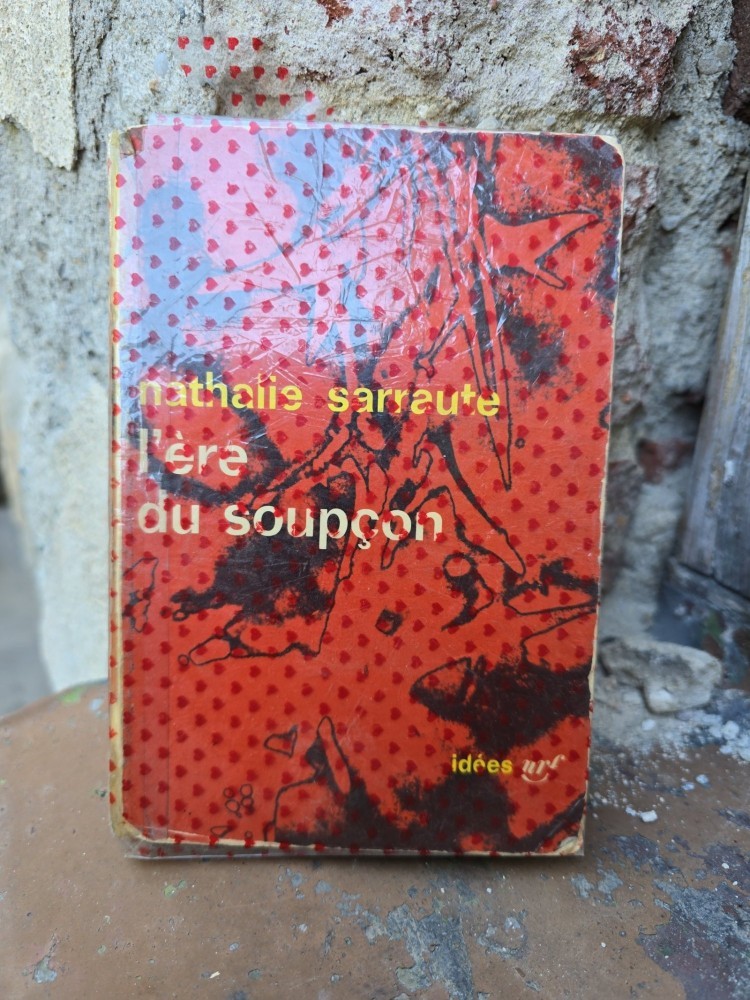 nathalie sarraute
l'ère
du soupçon
idées nrf